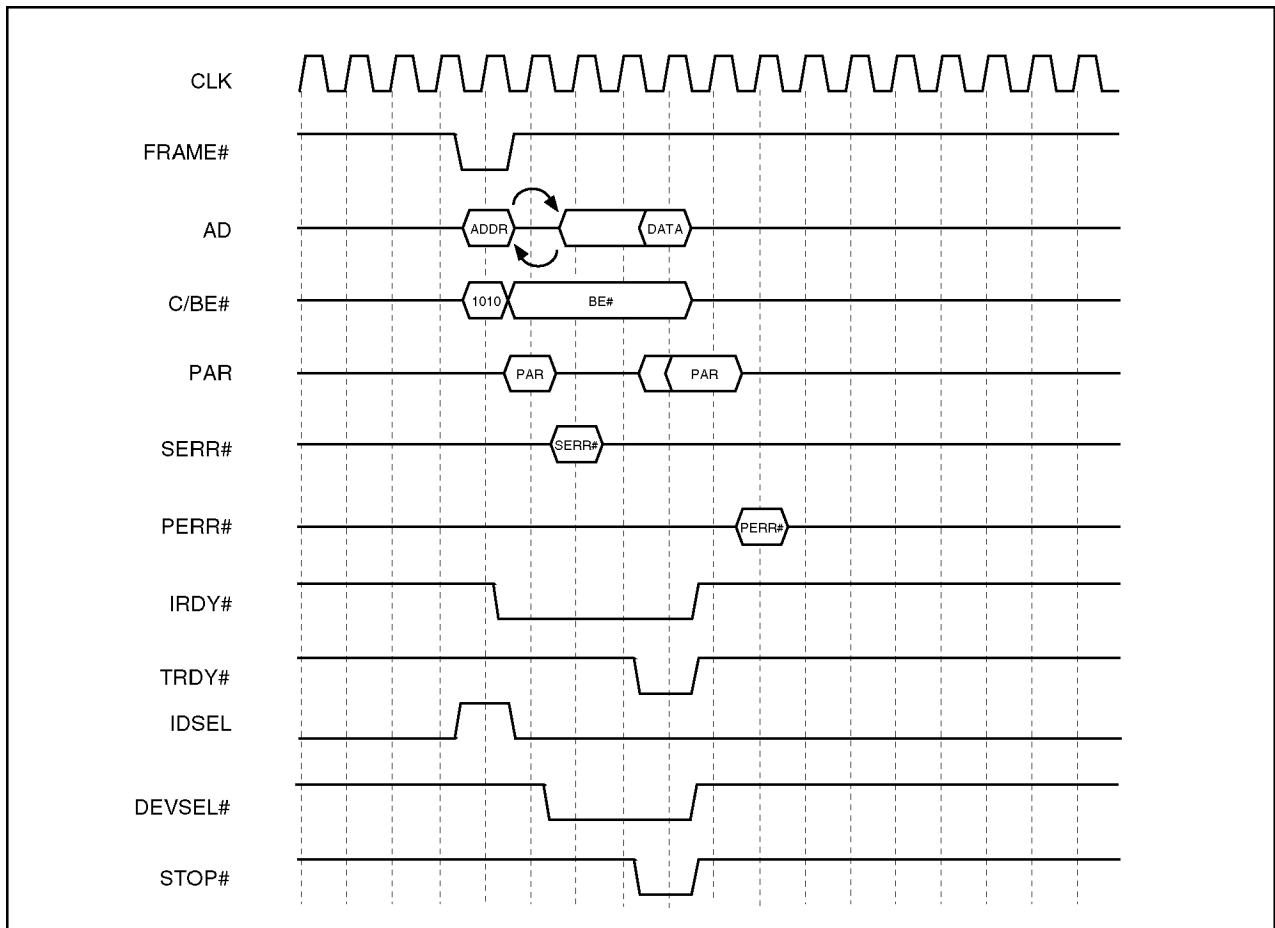 CLK
FRAME#
AD
ADDR
DATA
C/BE#
1010
BE#
PAR
PAR
PAR
SERR#
SERR#
PERR#
PERR#
IRDY#
TRDY#
IDSEL
DEVSEL#
STOP#